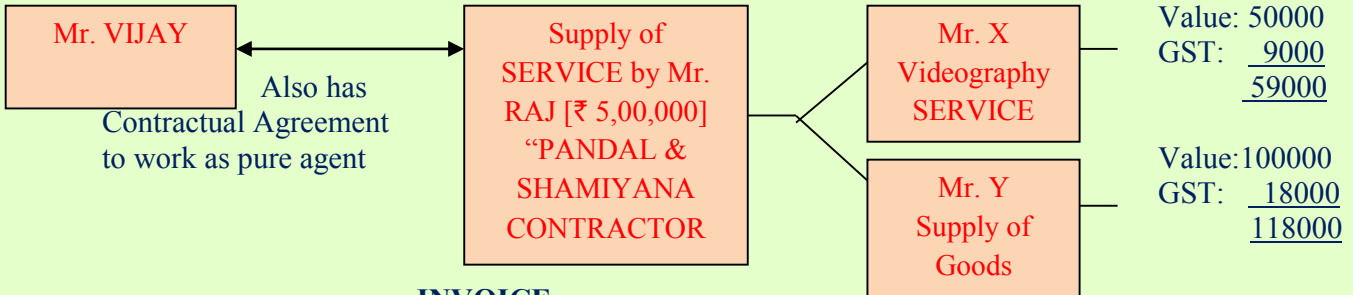 Mr. VIJAY
Also has
Contractual Agreement
to work as pure agent
Supply of
SERVICE by Mr.
RAJ [₹ 5,00,000]
“PANDAL &
SHAMIYANA
CONTRACTOR
Mr. X
Videography
SERVICE
Value: 50000
GST: 9000
59000
Mr. Y
Supply of
Goods
Value:100000
GST: 18000
118000
INVOICE